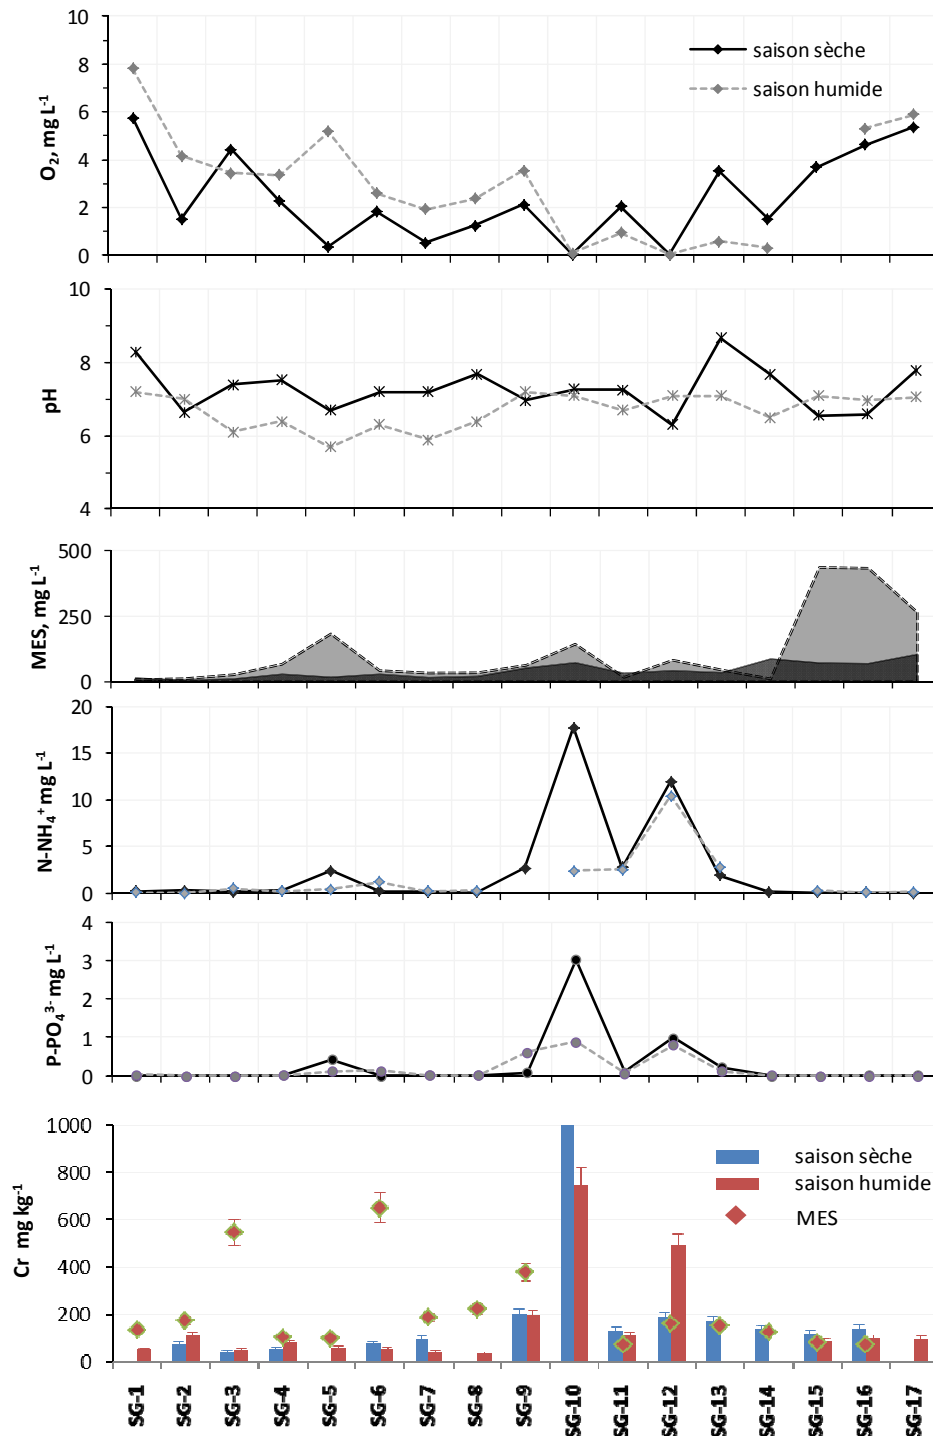 10
8
6
4
2
0
O₂, mg L⁻¹
saison sèche
saison humide
10
8
6
4
pH
500
250
0
MES, mg L⁻¹
20
15
10
5
0
N-NH₄⁺ mg L⁻¹
4
3
2
1
0
P-PO₄³⁻ mg L⁻¹
1000
800
600
400
200
0
Cr mg kg⁻¹
saison sèche
saison humide
MES
SG-1
SG-2
SG-3
SG-4
SG-5
SG-6
SG-7
SG-8
SG-9
SG-10
SG-11
SG-12
SG-13
SG-14
SG-15
SG-16
SG-17